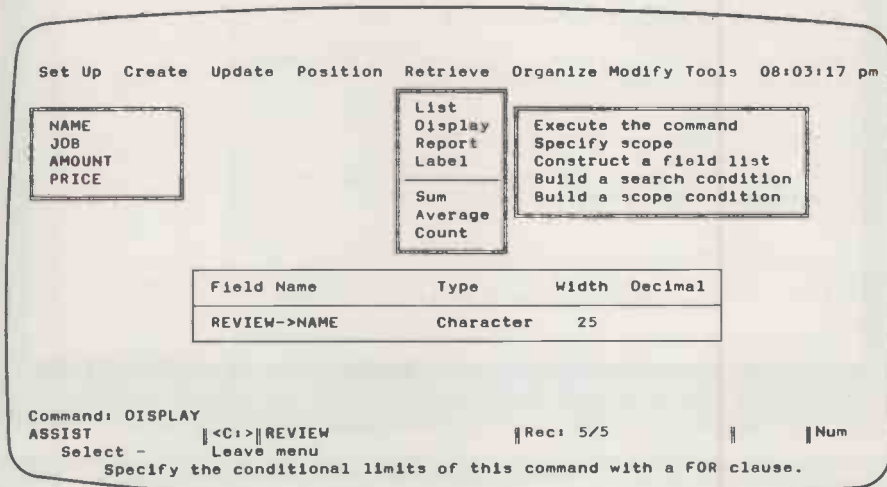 Set Up Create Update Position Retrieve Organize Modify Tools 08:03:17 pm
NAME
JOB
AMOUNT
PRICE
List
Display
Report
Label
Sum
Average
Count
Execute the command
Specify scope
Construct a field list
Build a search condition
Build a scope condition
Field Name Type Width Decimal
REVIEW->NAME Character 25
Command: DISPLAY
ASSIST <C:> REVIEW Rec: 5/5 Num
Select - Leave menu
Specify the conditional limits of this command with a FOR clause.